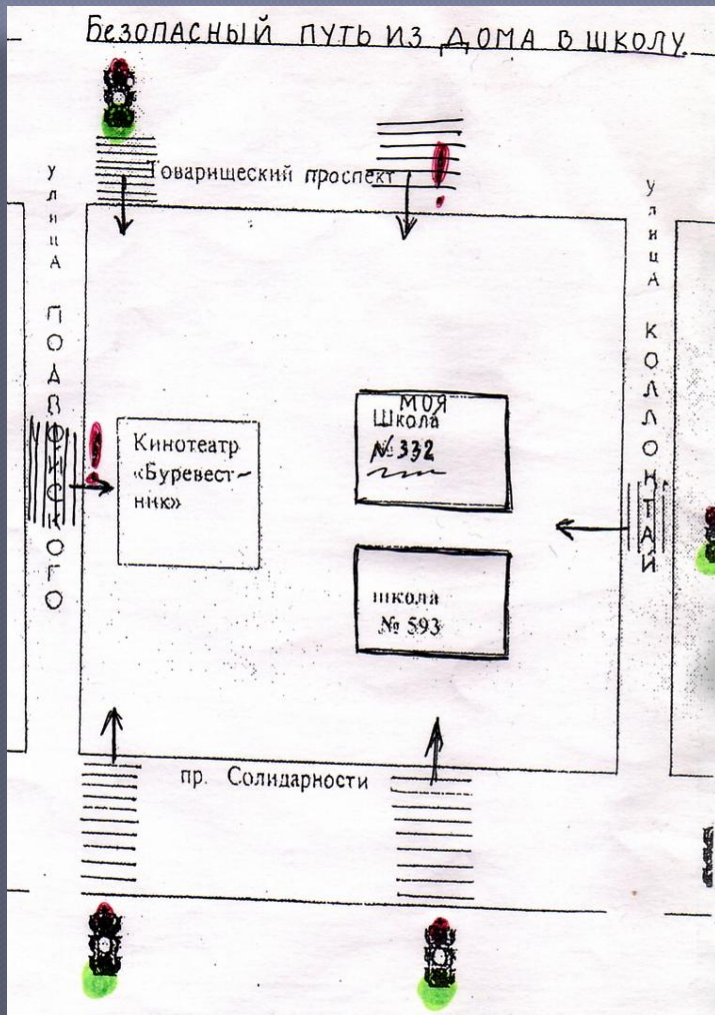 БЕЗОПАСНЫЙ ПУТЬ ИЗ ДОМА В ШКОЛУ.
Товарищеский проспект
улицА ПОДВОЙСКОГО
улицА КОЛЛОНТАЙ
Кинотеатр
«Буревест-
ник»
МОЯ
Школа
№ 332
школа
№ 593
пр. Солидарности